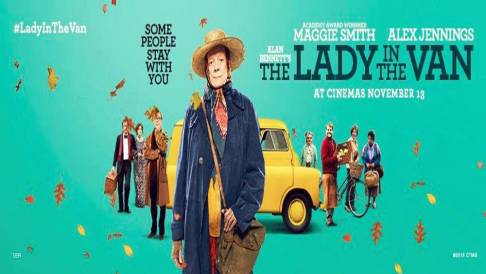 #LadyInTheVan
SOME
PEOPLE
STAY
WITH
YOU
ACADEMY AWARD WINNER
MAGGIE SMITH ALEX JENNINGS
ALAN
BENNETT'S
THE LADY IN THE VAN
AT CINEMAS NOVEMBER 13